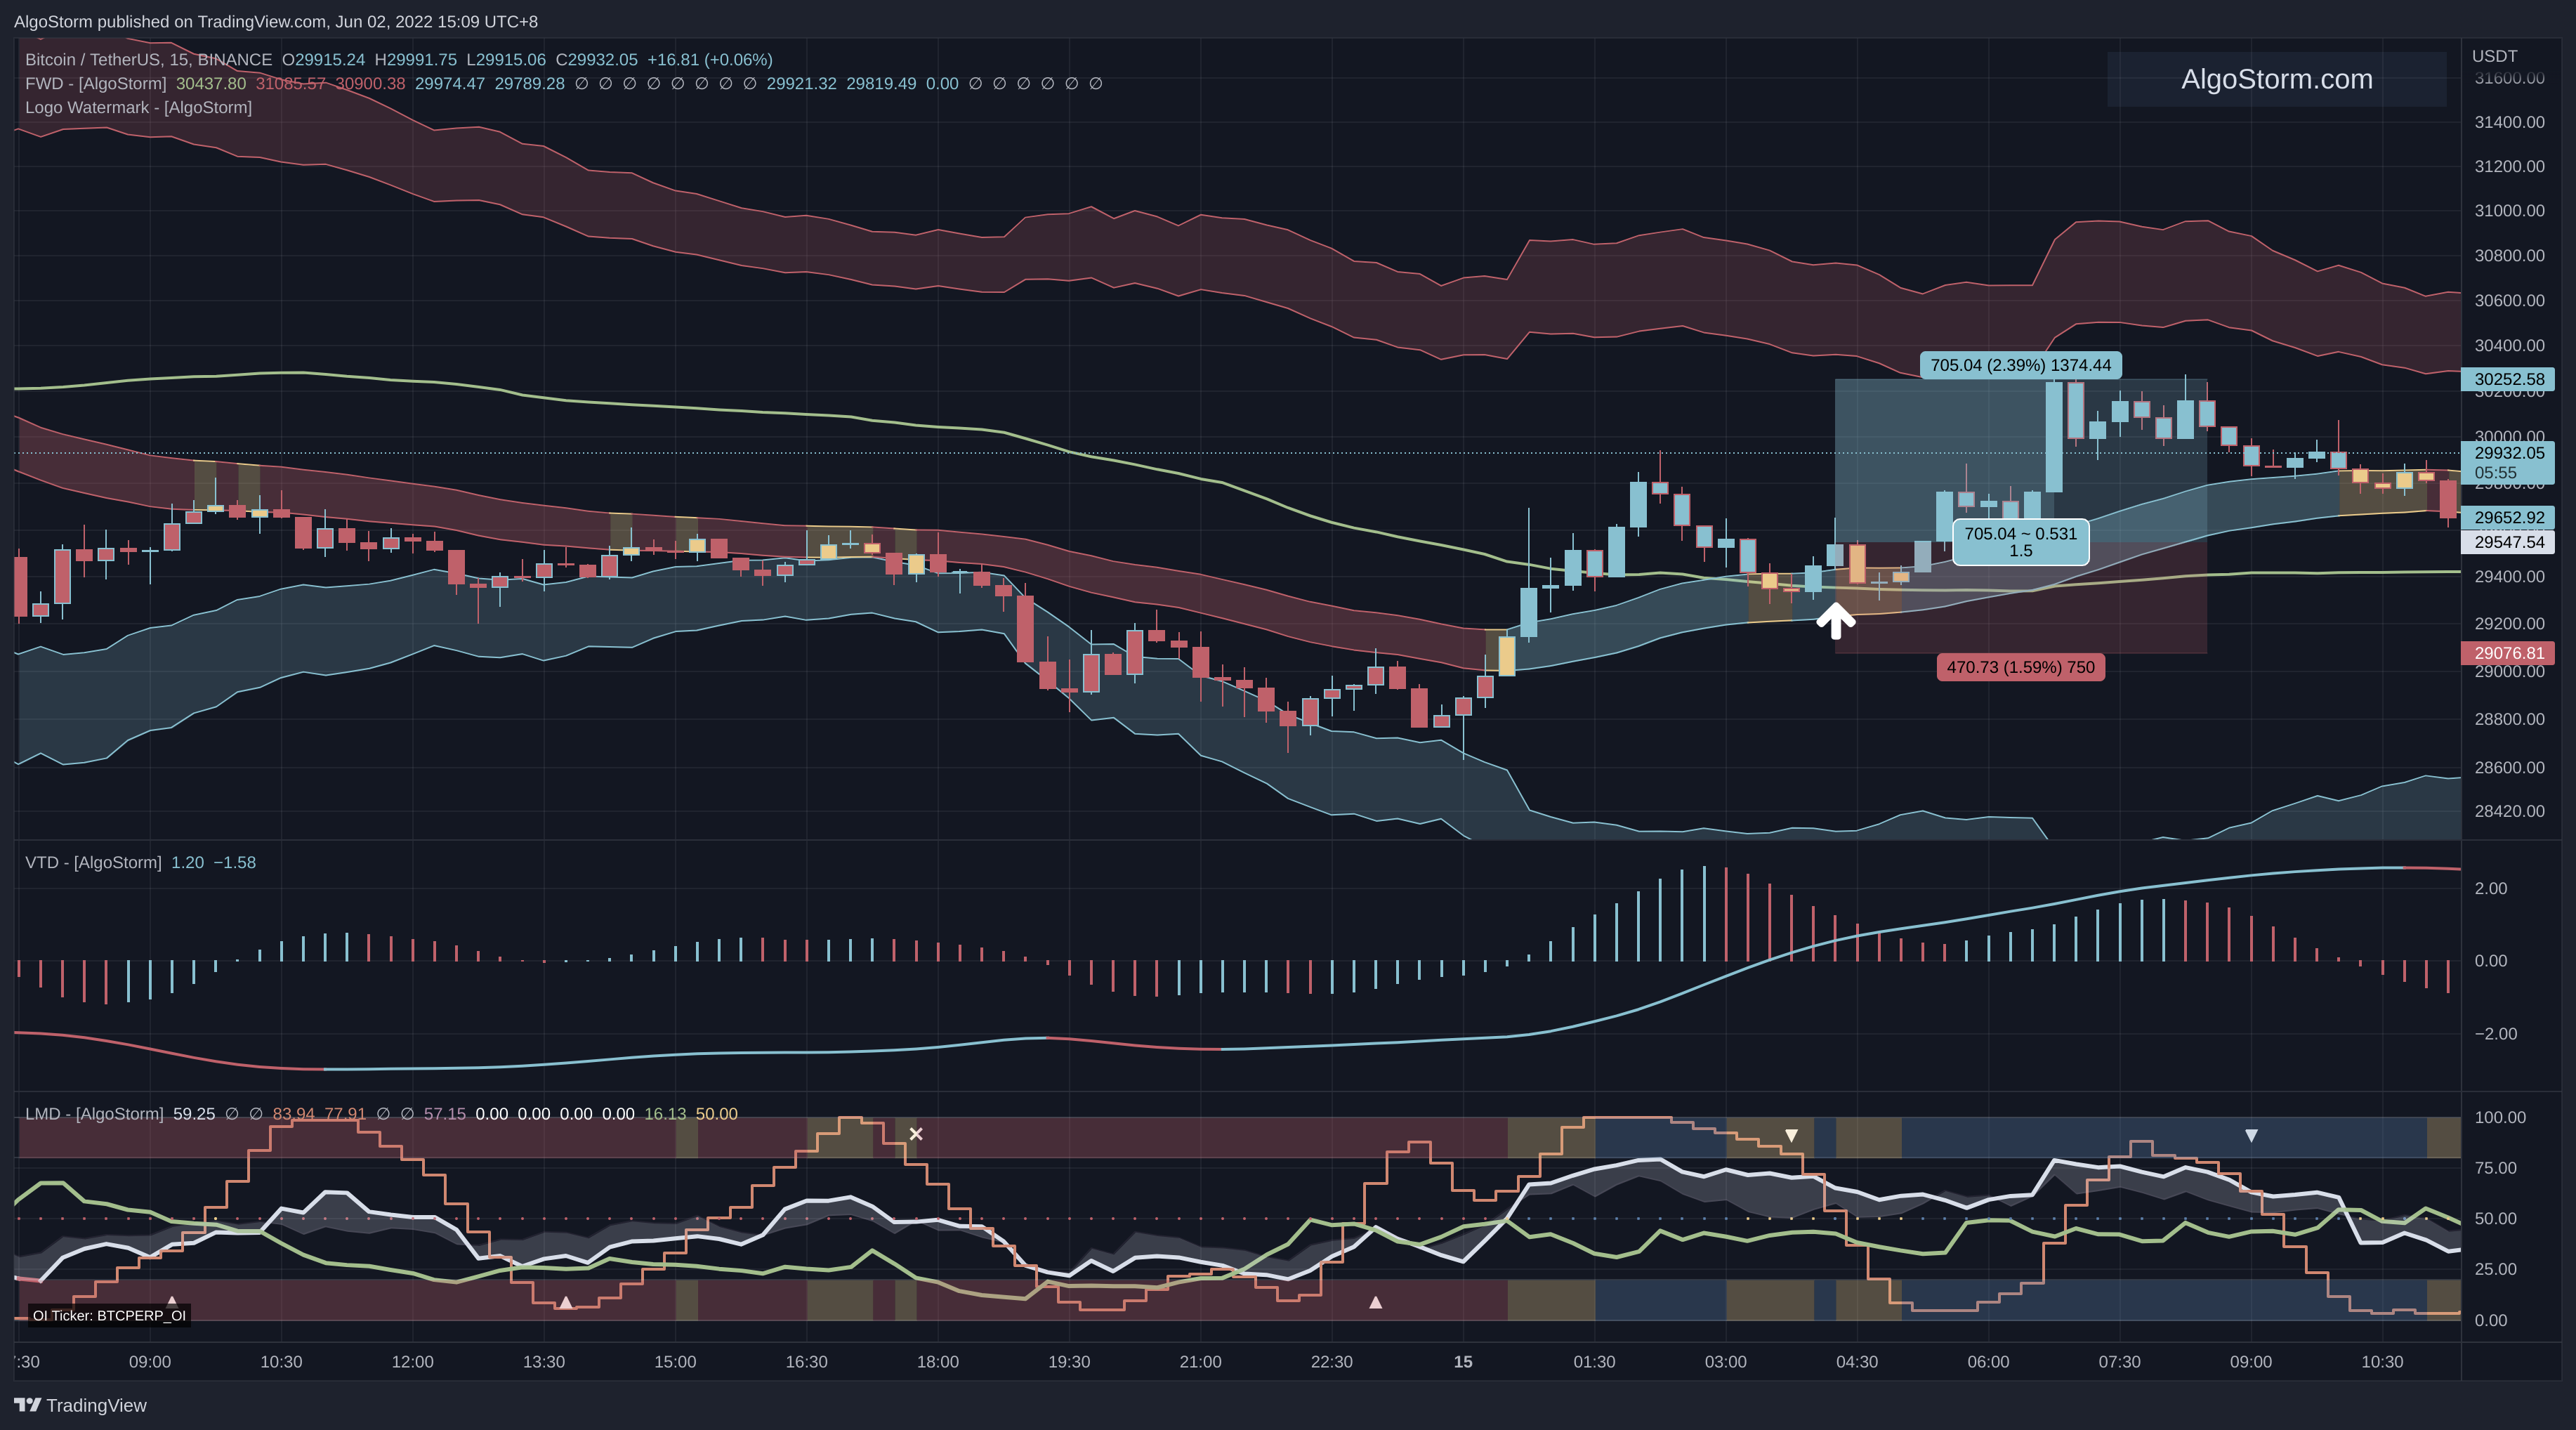 AlgoStorm published on TradingView.com, Jun 02, 2022 15:09 UTC+8
Bitcoin / TetherUS, 15, BINANCE O29915.24 H29991.75 L29915.06 C29932.05 +16.81 (+0.06%)
FWD - [AlgoStorm] 30437.80 31085.57 30900.38 29974.47 29789.28 ∅ ∅ ∅ ∅ ∅ ∅ ∅ ∅ 29921.32 29819.49 0.00 ∅ ∅ ∅ ∅ ∅ ∅
Logo Watermark - [AlgoStorm]
AlgoStorm.com
USDT
31600.00
31400.00
31200.00
31000.00
30800.00
30600.00
30400.00
30252.58
30200.00
30000.00
29932.05
05:55
29800.00
29652.92
29547.54
29400.00
29200.00
29076.81
29000.00
28800.00
28600.00
28420.00
705.04 (2.39%) 1374.44
705.04 ~ 0.531
1.5
470.73 (1.59%) 750
VTD - [AlgoStorm] 1.20 −1.58
2.00
0.00
−2.00
LMD - [AlgoStorm] 59.25 ∅ ∅ 83.94 77.91 ∅ ∅ 57.15 0.00 0.00 0.00 0.00 16.13 50.00
100.00
75.00
50.00
25.00
0.00
OI Ticker: BTCPERP_OI
:30 09:00 10:30 12:00 13:30 15:00 16:30 18:00 19:30 21:00 22:30 15 01:30 03:00 04:30 06:00 07:30 09:00 10:30
TradingView